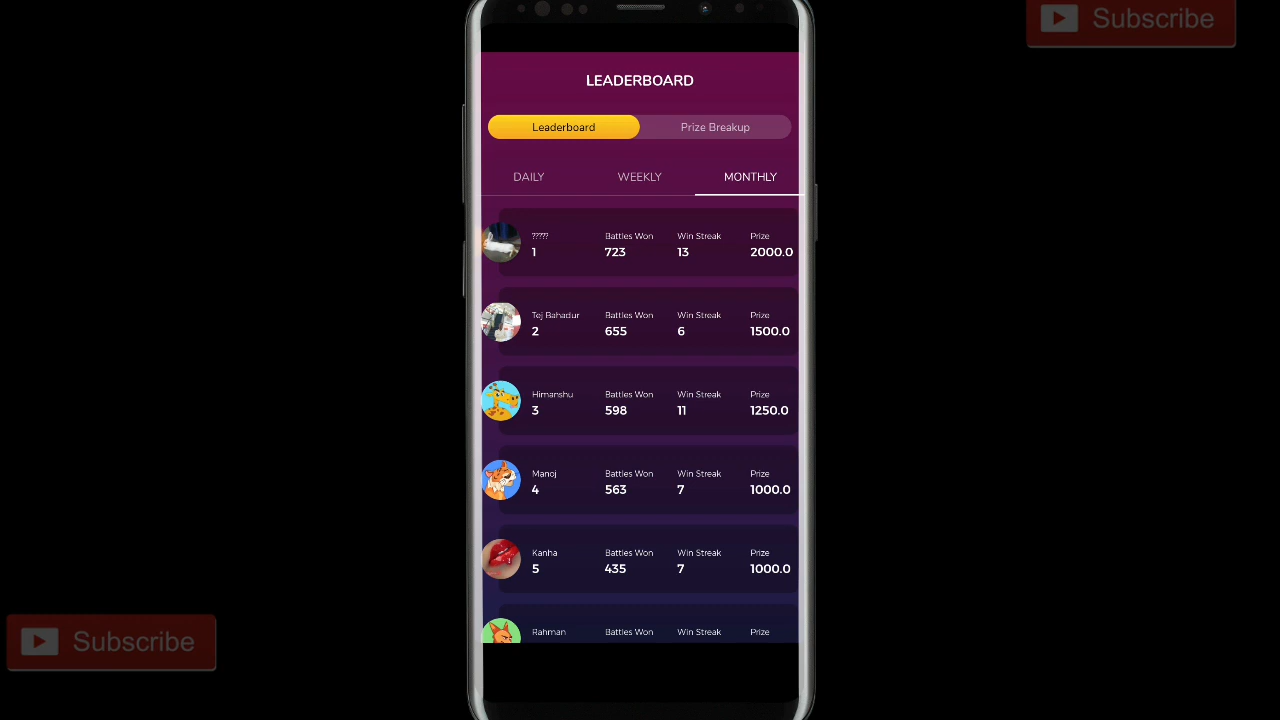 Subscribe
LEADERBOARD
Leaderboard Prize Breakup
DAILY WEEKLY MONTHLY
????? Battles Won Win Streak Prize
1 723 13 2000.0
Tej Bahadur Battles Won Win Streak Prize
2 655 6 1500.0
Himanshu Battles Won Win Streak Prize
3 598 11 1250.0
Manoj Battles Won Win Streak Prize
4 563 7 1000.0
Kanha Battles Won Win Streak Prize
5 435 7 1000.0
Rahman Battles Won Win Streak Prize
Subscribe